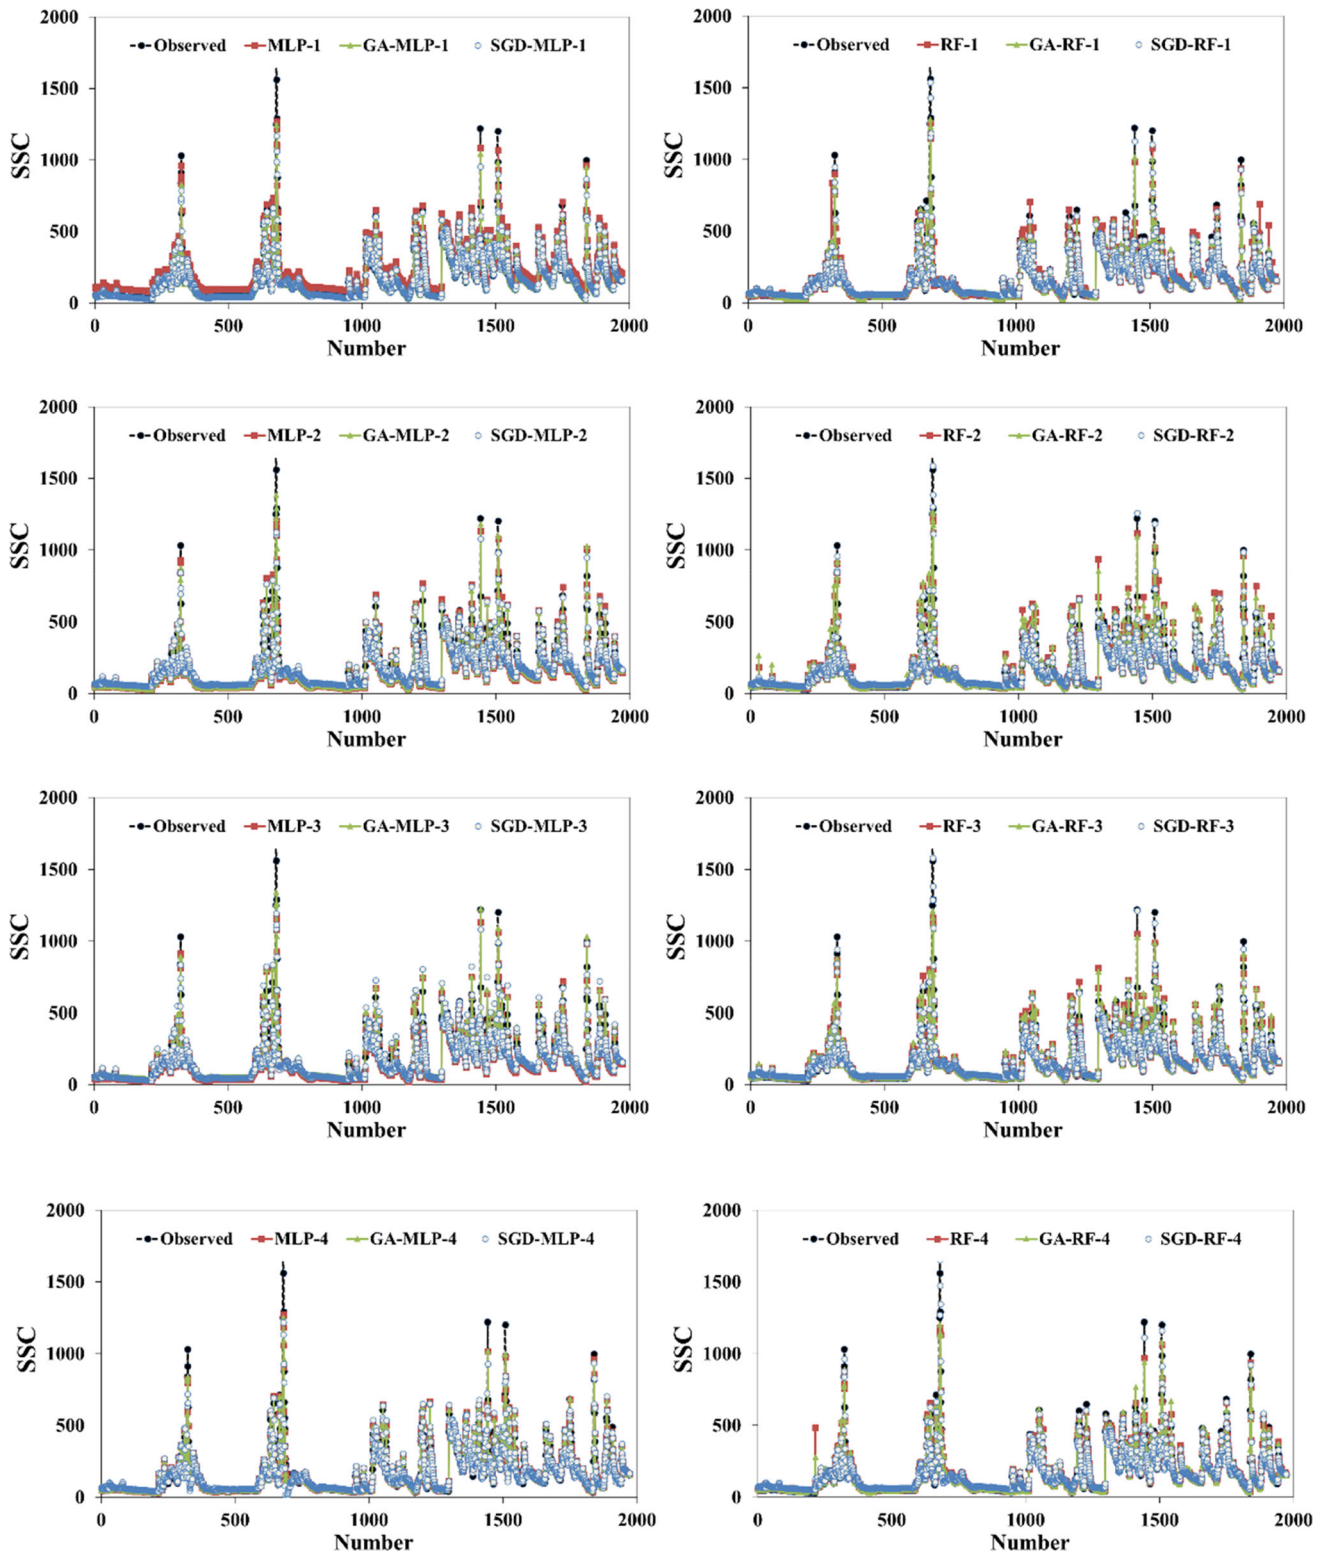 2000
Observed MLP-1 GA-MLP-1 SGD-MLP-1
1500
1000
500
0
SSC
0 500 1000 1500 2000
Number
2000
Observed RF-1 GA-RF-1 SGD-RF-1
1500
1000
500
0
SSC
0 500 1000 1500 2000
Number
2000
Observed MLP-2 GA-MLP-2 SGD-MLP-2
1500
1000
500
0
SSC
0 500 1000 1500 2000
Number
2000
Observed RF-2 GA-RF-2 SGD-RF-2
1500
1000
500
0
SSC
0 500 1000 1500 2000
Number
2000
Observed MLP-3 GA-MLP-3 SGD-MLP-3
1500
1000
500
0
SSC
0 500 1000 1500 2000
Number
2000
Observed RF-3 GA-RF-3 SGD-RF-3
1500
1000
500
0
SSC
0 500 1000 1500 2000
Number
2000
Observed MLP-4 GA-MLP-4 SGD-MLP-4
1500
1000
500
0
SSC
0 500 1000 1500 2000
Number
2000
Observed RF-4 GA-RF-4 SGD-RF-4
1500
1000
500
0
SSC
0 500 1000 1500 2000
Number